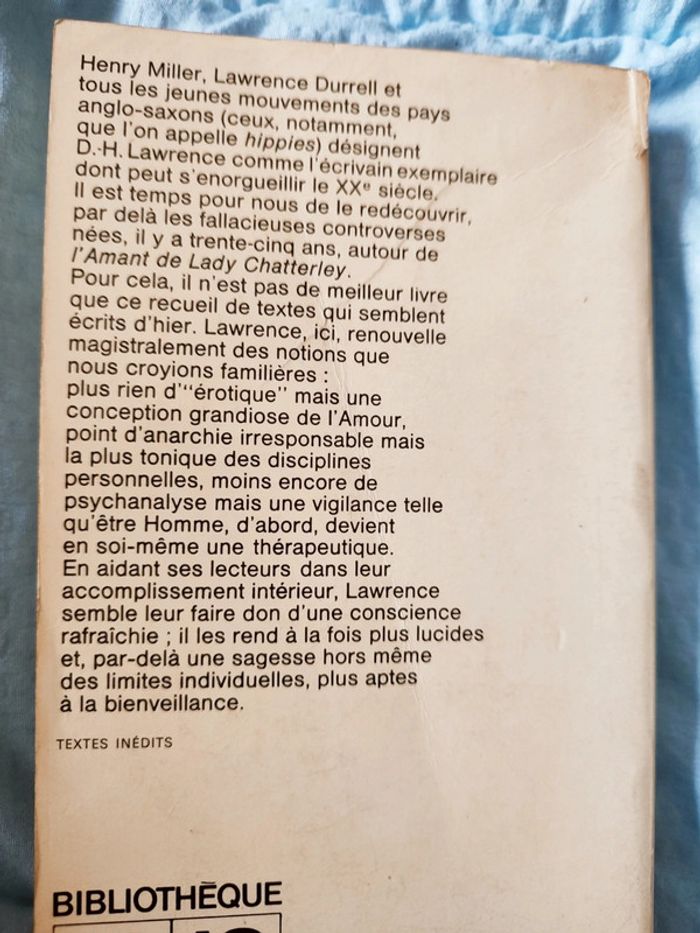 Henry Miller, Lawrence Durrell et
tous les jeunes mouvements des pays
anglo-saxons (ceux, notamment,
que l'on appelle hippies) désignent
D.-H. Lawrence comme l'écrivain exemplaire
dont peut s'enorgueillir le XXe siècle.
Il est temps pour nous de le redécouvrir,
par delà les fallacieuses controverses
nées, il y a trente-cinq ans, autour de
l'Amant de Lady Chatterley.
Pour cela, il n'est pas de meilleur livre
que ce recueil de textes qui semblent
écrits d'hier. Lawrence, ici, renouvelle
magistralement des notions que
nous croyions familières :
plus rien d'“érotique” mais une
conception grandiose de l'Amour,
point d'anarchie irresponsable mais
la plus tonique des disciplines
personnelles, moins encore de
psychanalyse mais une vigilance telle
qu'être Homme, d'abord, devient
en soi-même une thérapeutique.
En aidant ses lecteurs dans leur
accomplissement intérieur, Lawrence
semble leur faire don d'une conscience
rafraîchie ; il les rend à la fois plus lucides
et, par-delà une sagesse hors même
des limites individuelles, plus aptes
à la bienveillance.
TEXTES INÉDITS
BIBLIOTHÈQUE